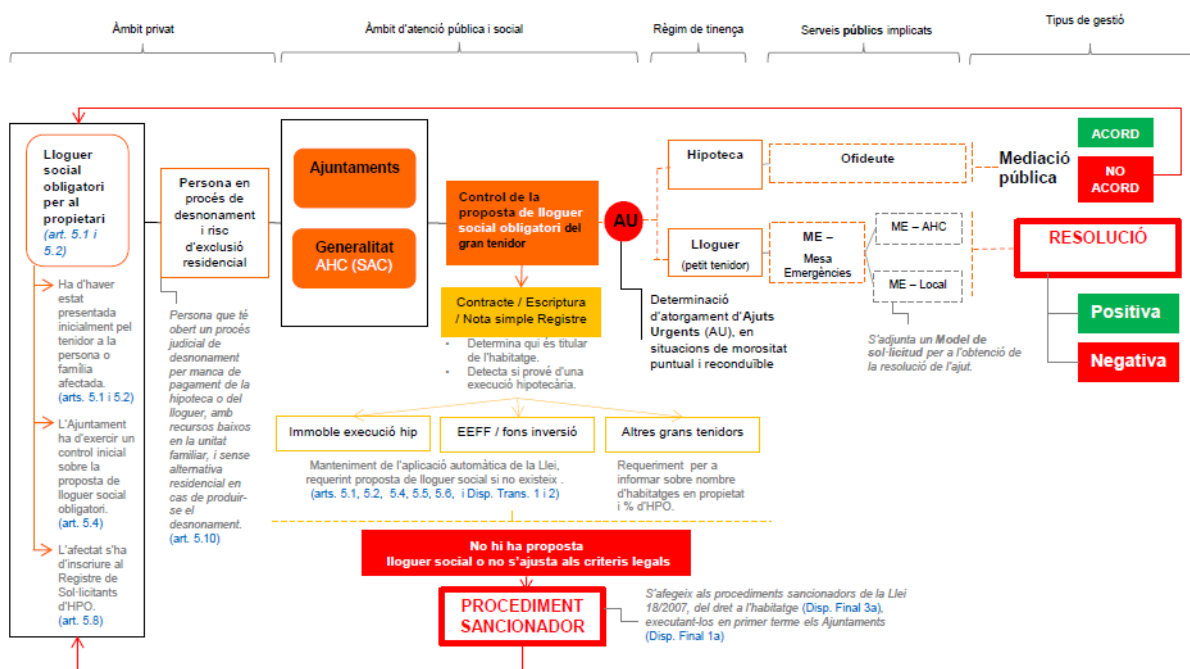 Àmbit privat
Àmbit d'atenció pública i social
Règim de tinença
Serveis públics implicats
Tipus de gestió
Lloguer
social
obligatori
per al
propietari
(art. 5.1 i
5.2)
Ha d'haver
estat
presentada
inicialment pel
tenidor a la
persona o
família
afectada.
(arts. 5.1 i 5.2)
L'Ajuntament
ha d'exercir un
control inicial
sobre la
proposta de
lloguer social
obligatori.
(art. 5.4)
L'afectat s'ha
d'inscriure al
Registre de
Sol·licitants
d'HPO.
(art. 5.8)
Persona en
procés de
desnonament
i risc
d'exclusió
residencial
Persona que té
obert un procés
judicial de
desnonament
per manca de
pagament de la
hipoteca o del
lloguer, amb
recursos baixos
en la unitat
familiar, i sense
alternativa
residencial en
cas de produir-
se el
desnonament.
(art. 5.10)
Ajuntaments
Generalitat
AHC (SAC)
Control de la
proposta de lloguer
social obligatori del
gran tenidor
Contracte / Escriptura
/ Nota simple Registre
• Determina qui és titular
de l'habitatge.
• Detecta si prové d'una
execució hipotecària.
Immoble execució hip
EEFF / fons inversió
Altres grans tenidors
Manteniment de l'aplicació automàtica de la Llei,
requerint proposta de lloguer social si no existeix .
(arts. 5.1, 5.2, 5.4, 5.5, 5.6, i Disp. Trans. 1 i 2)
Requeriment per a
informar sobre nombre
d'habitatges en propietat
i % d'HPO.
No hi ha proposta
lloguer social o no s'ajusta als criteris legals
PROCEDIMENT
SANCIONADOR
S'afegeix als procediments sancionadors de la Llei
18/2007, del dret a l'habitatge (Disp. Final 3a),
executant-los en primer terme els Ajuntaments
(Disp. Final 1a)
AU
Determinació
d'atorgament d'Ajuts
Urgents (AU), en
situacions de morositat
puntual i reconduïble
Hipoteca
Lloguer
(petit tenidor)
Ofideute
ME –
Mesa
Emergències
ME – AHC
ME – Local
S'adjunta un Model de
sol·licitud per a l'obtenció de
la resolució de l'ajut.
Mediació
pública
ACORD
NO
ACORD
RESOLUCIÓ
Positiva
Negativa